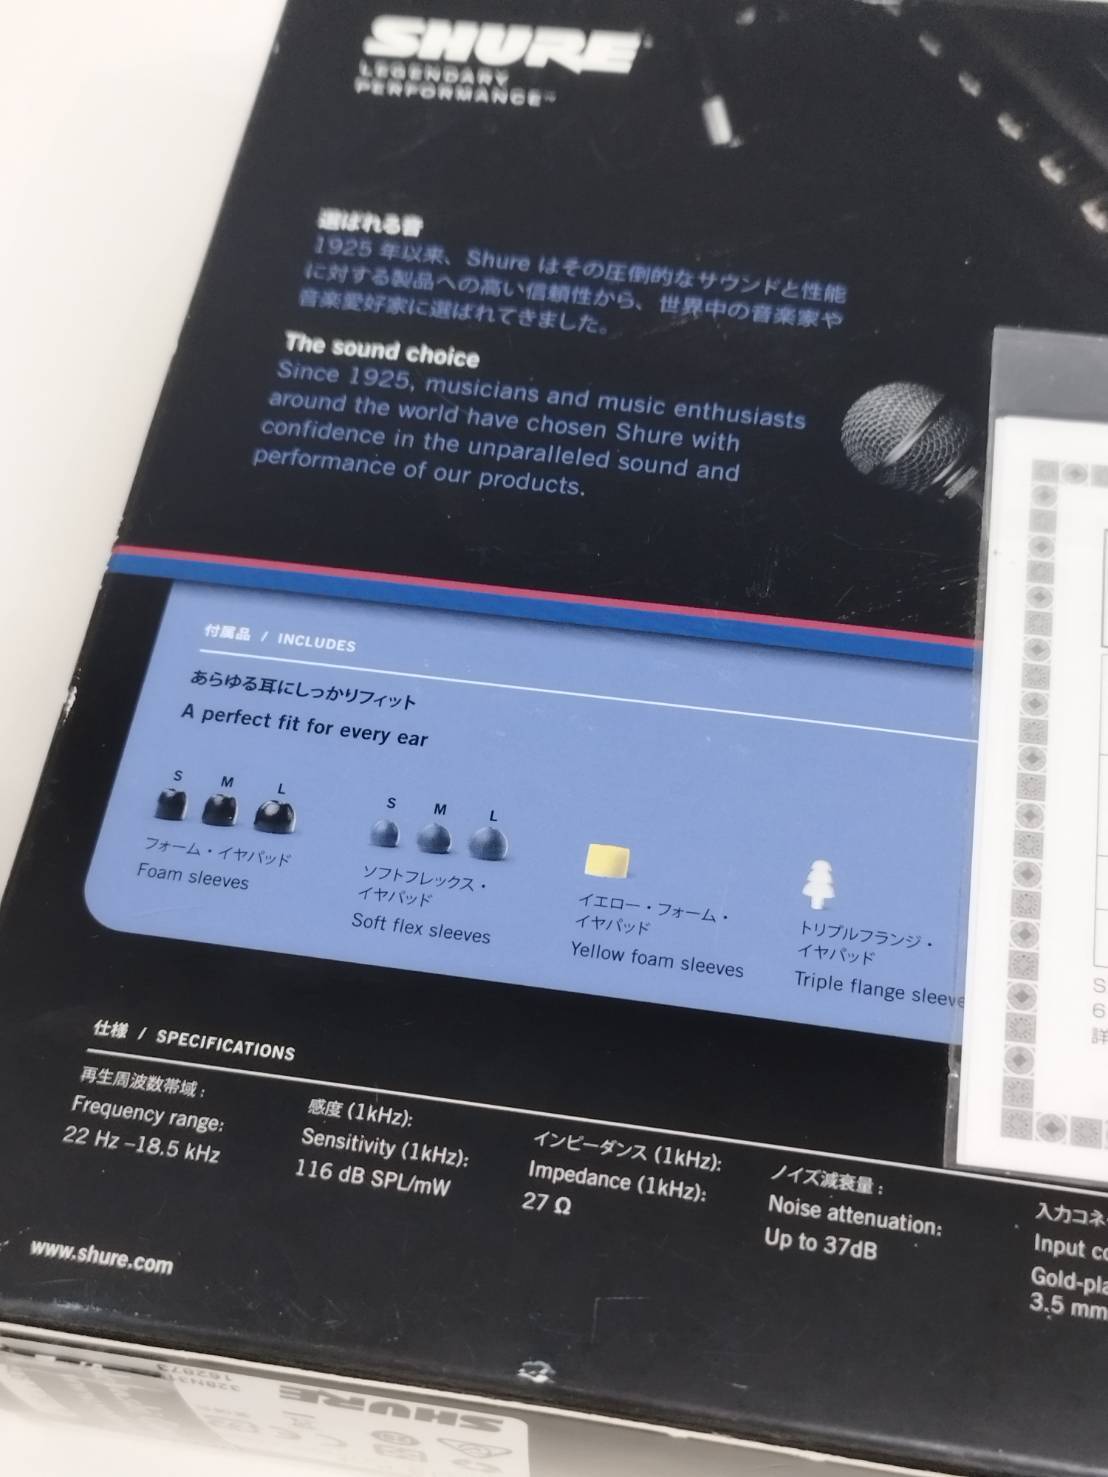 SHURE
LEGENDARY
PERFORMANCE™
選ばれる音
1925 年以来、Shure はその圧倒的なサウンドと性能
に対する製品への高い信頼性から、世界中の音楽家や
音楽愛好家に選ばれてきました。
The sound choice
Since 1925, musicians and music enthusiasts
around the world have chosen Shure with
confidence in the unparalleled sound and
performance of our products.
付属品 / INCLUDES
あらゆる耳にしっかりフィット
A perfect fit for every ear
S M L
フォーム・イヤパッド
Foam sleeves
S M L
ソフトフレックス・
イヤパッド
Soft flex sleeves
イエロー・フォーム・
イヤパッド
Yellow foam sleeves
トリプルフランジ・
イヤパッド
Triple flange sleeve
仕様 / SPECIFICATIONS
再生周波数帯域:
Frequency range:
22 Hz –18.5 kHz
感度 (1kHz):
Sensitivity (1kHz):
116 dB SPL/mW
インピーダンス (1kHz):
Impedance (1kHz):
27 Ω
ノイズ減衰量:
Noise attenuation:
Up to 37dB
入力コネ
Input co
Gold-pla
3.5 mm
www.shure.com
S
6
詳
SHURE